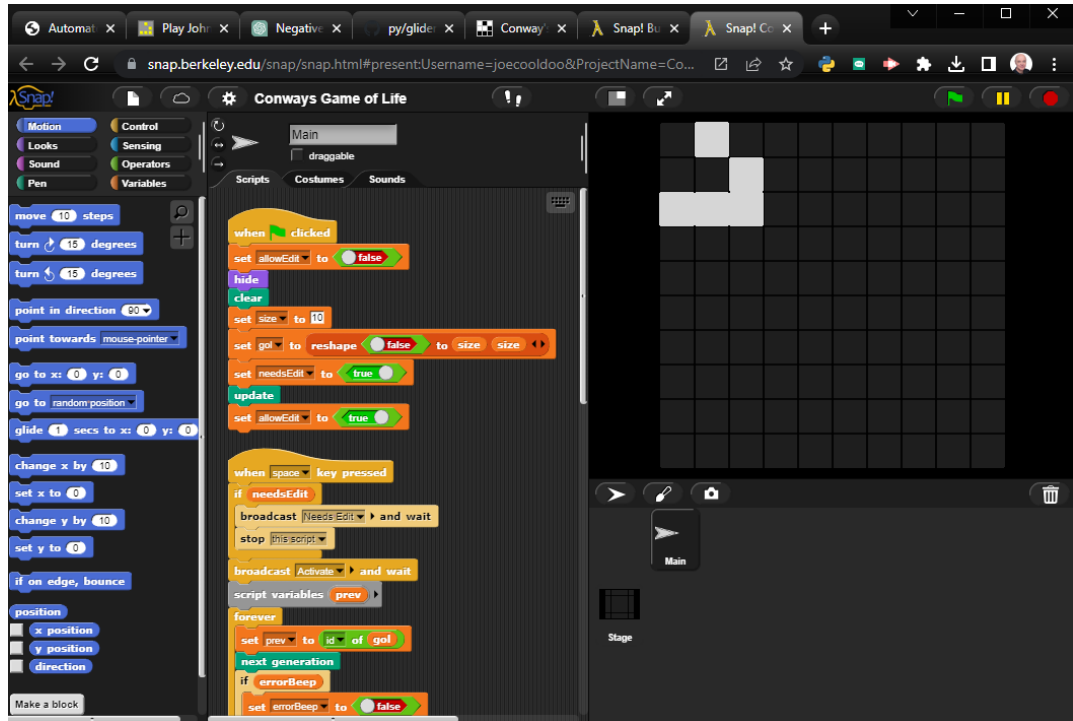 Automat
Play Joh
Negative
py/glide
Conway's
Snap! Bu
Snap! Co
snap.berkeley.edu/snap/snap.html#present:Username=joecooldoo&ProjectName=Co...
Snap!
Conways Game of Life
Motion
Control
Looks
Sensing
Sound
Operators
Pen
Variables
Main
draggable
Scripts Costumes Sounds
move 10 steps
turn 15 degrees
turn 15 degrees
point in direction 90
point towards mouse-pointer
go to x: 0 y: 0
go to random position
glide 1 secs to x: 0 y: 0
change x by 10
set x to 0
change y by 10
set y to 0
if on edge, bounce
position
x position
y position
direction
Make a block
when clicked
set allowEdit to false
hide
clear
set size to 10
set gol to reshape false to size size
set needsEdit to true
update
set allowEdit to true
when space key pressed
if needsEdit
broadcast Needs Edit and wait
stop this script
broadcast Activate and wait
script variables prev
forever
set prev to id of gol
next generation
if errorBeep
set errorBeep to false
Main
Stage